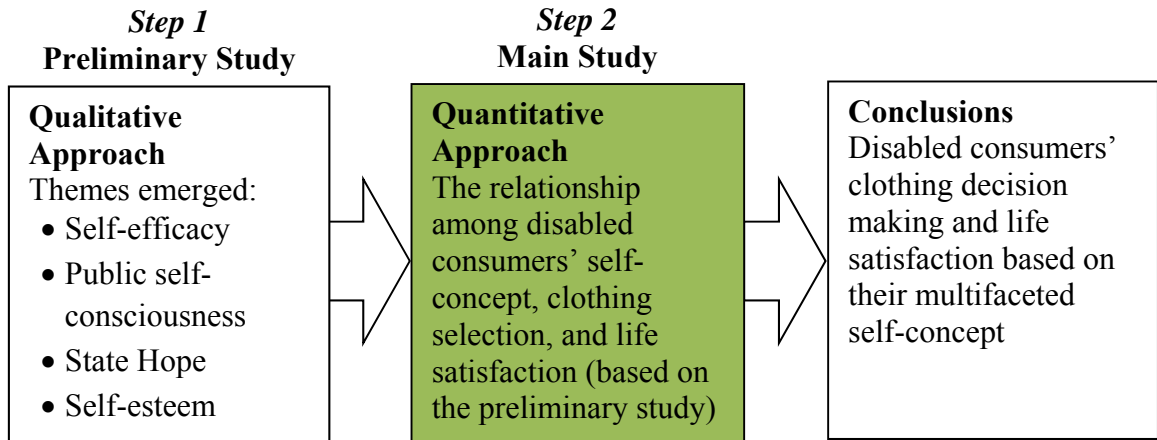 Step 1
Preliminary Study
Qualitative
Approach
Themes emerged:
• Self-efficacy
• Public self-
consciousness
• State Hope
• Self-esteem
Step 2
Main Study
Quantitative
Approach
The relationship
among disabled
consumers’ self-
concept, clothing
selection, and life
satisfaction (based on
the preliminary study)
Conclusions
Disabled consumers’
clothing decision
making and life
satisfaction based on
their multifaceted
self-concept